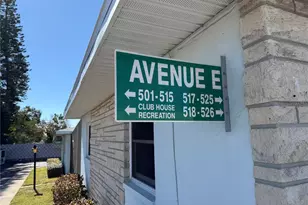 AVENUE E
← 501-515 517-525 →
← CLUB HOUSE RECREATION 518-526 →